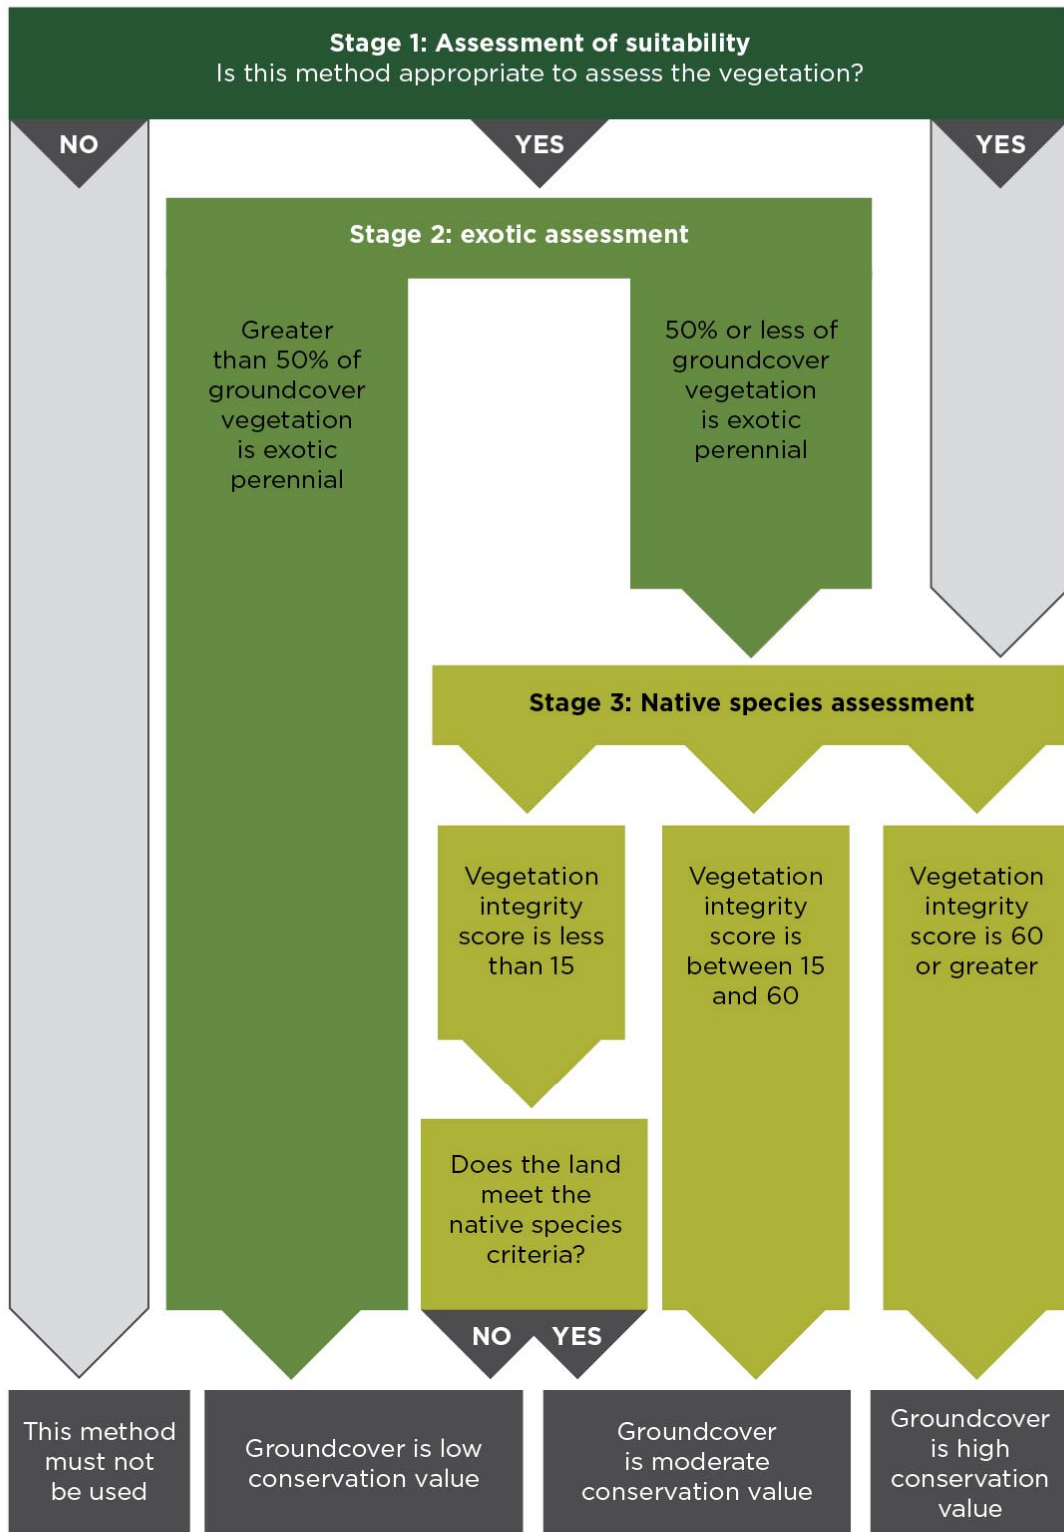 Stage 1: Assessment of suitability
Is this method appropriate to assess the vegetation?
NO
YES
YES
Stage 2: exotic assessment
Greater
than 50% of
groundcover
vegetation
is exotic
perennial
50% or less of
groundcover
vegetation
is exotic
perennial
Stage 3: Native species assessment
Vegetation
integrity
score is less
than 15
Vegetation
integrity
score is
between 15
and 60
Vegetation
integrity
score is 60
or greater
Does the land
meet the
native species
criteria?
NO
YES
This method
must not
be used
Groundcover is low
conservation value
Groundcover
is moderate
conservation value
Groundcover
is high
conservation
value